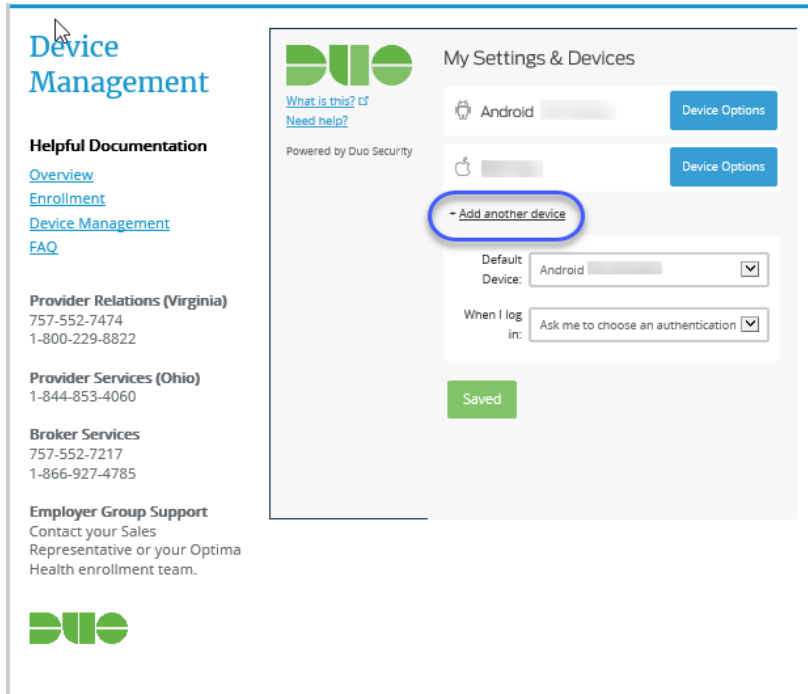 Device
Management
Helpful Documentation
Overview
Enrollment
Device Management
FAQ
Provider Relations (Virginia)
757-552-7474
1-800-229-8822
Provider Services (Ohio)
1-844-853-4060
Broker Services
757-552-7217
1-866-927-4785
Employer Group Support
Contact your Sales
Representative or your Optima
Health enrollment team.
DUO
DUO
What is this?
Need help?
Powered by Duo Security
My Settings & Devices
Android
Device Options
Device Options
+ Add another device
Default
Device:
Android
When I log
in:
Ask me to choose an authentication
Saved